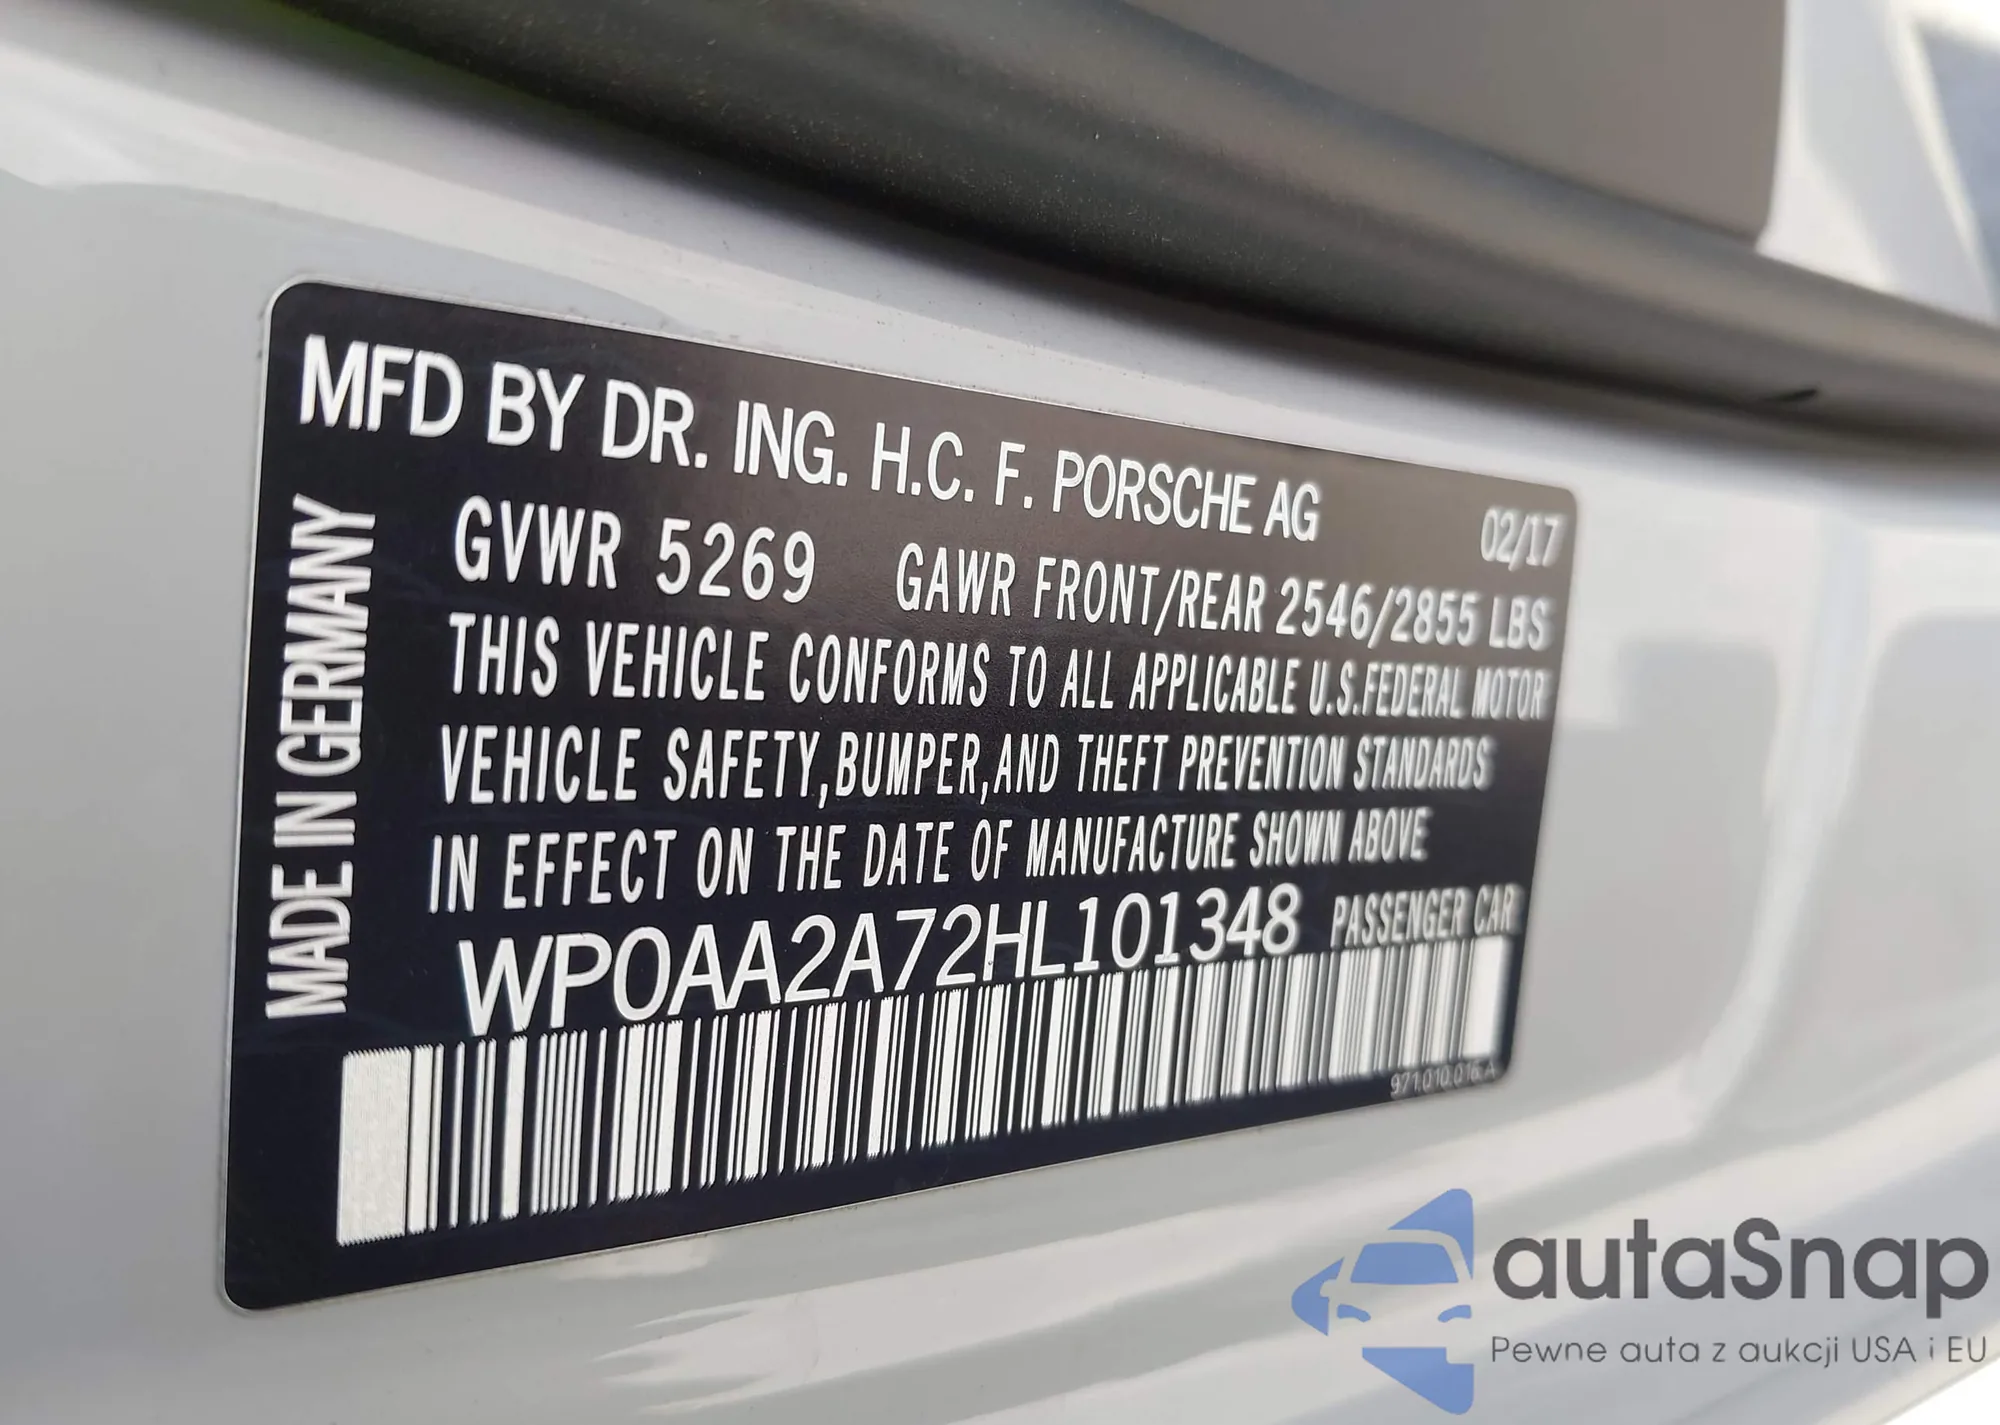 MFD BY DR. ING. H.C. F. PORSCHE AG
02/17
GVWR 5269 GAWR FRONT/REAR 2546/2855 LBS
THIS VEHICLE CONFORMS TO ALL APPLICABLE U.S.FEDERAL MOTOR
VEHICLE SAFETY,BUMPER,AND THEFT PREVENTION STANDARDS
IN EFFECT ON THE DATE OF MANUFACTURE SHOWN ABOVE
WP0AA2A72HL101348 PASSENGER CAR
971.010.016.A
MADE IN GERMANY
autaSnap
Pewne auta z aukcji USA i EU